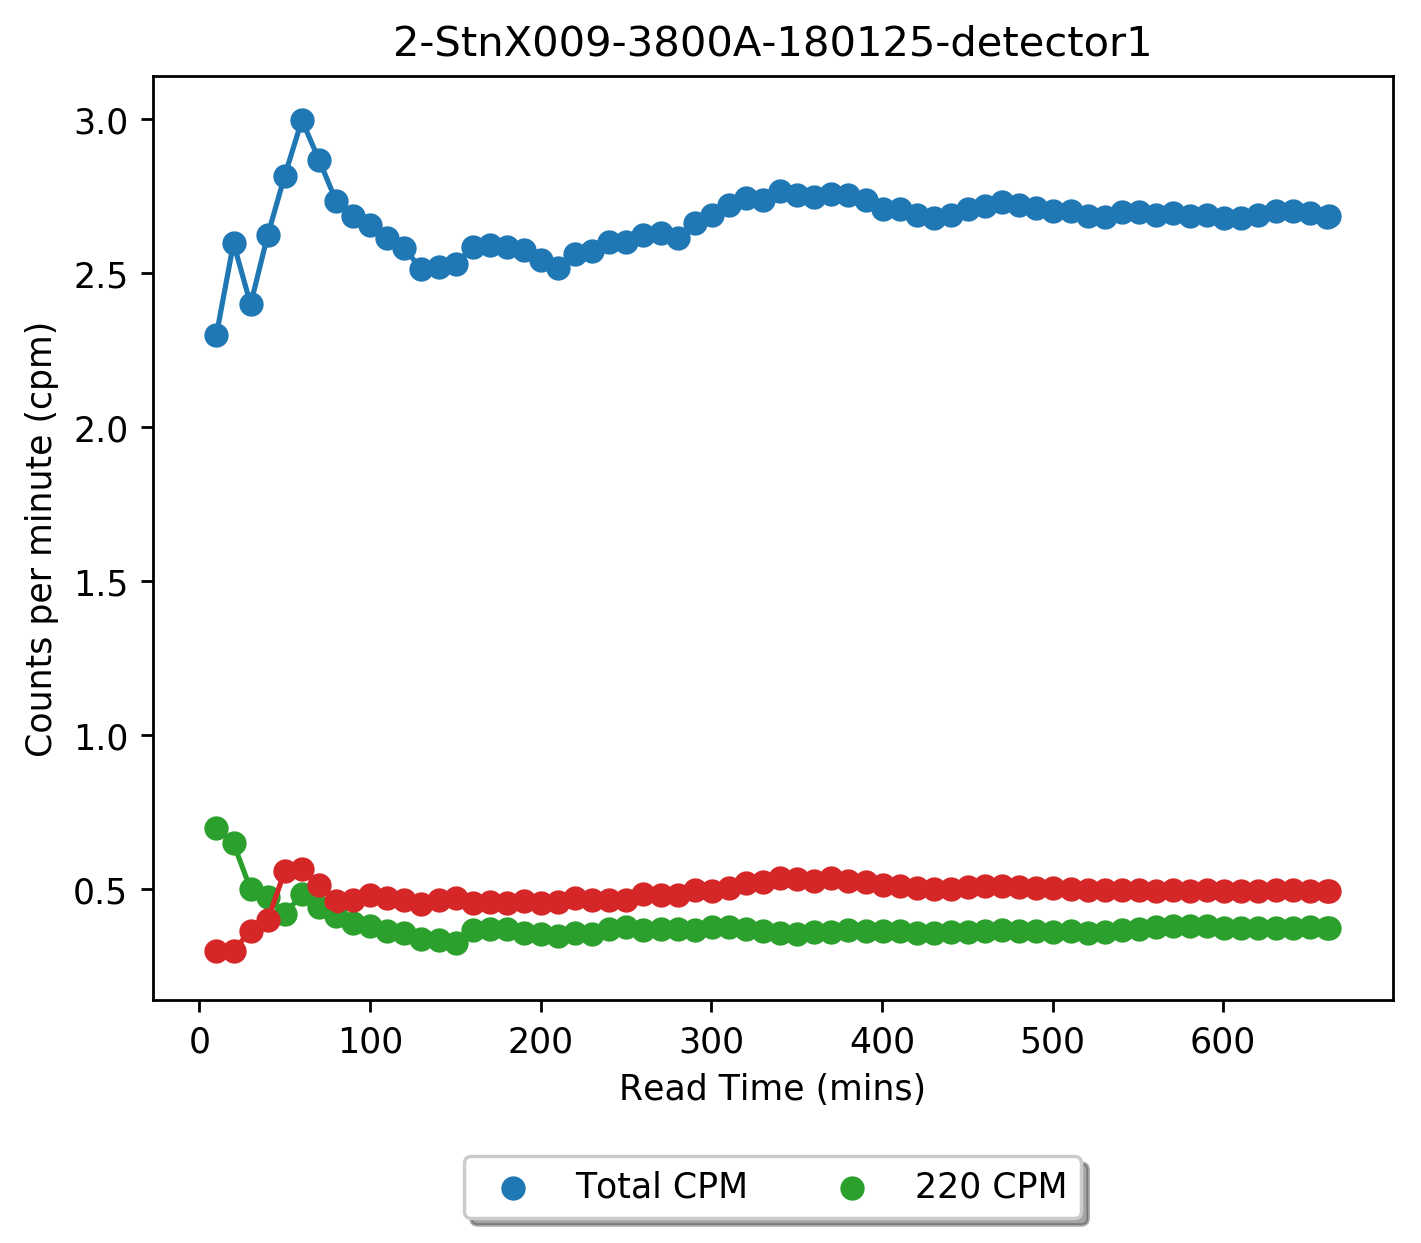 2-StnX009-3800A-180125-detector1
Counts per minute (cpm)
3.0
2.5
2.0
1.5
1.0
0.5
0 100 200 300 400 500 600
Read Time (mins)
Total CPM 220 CPM